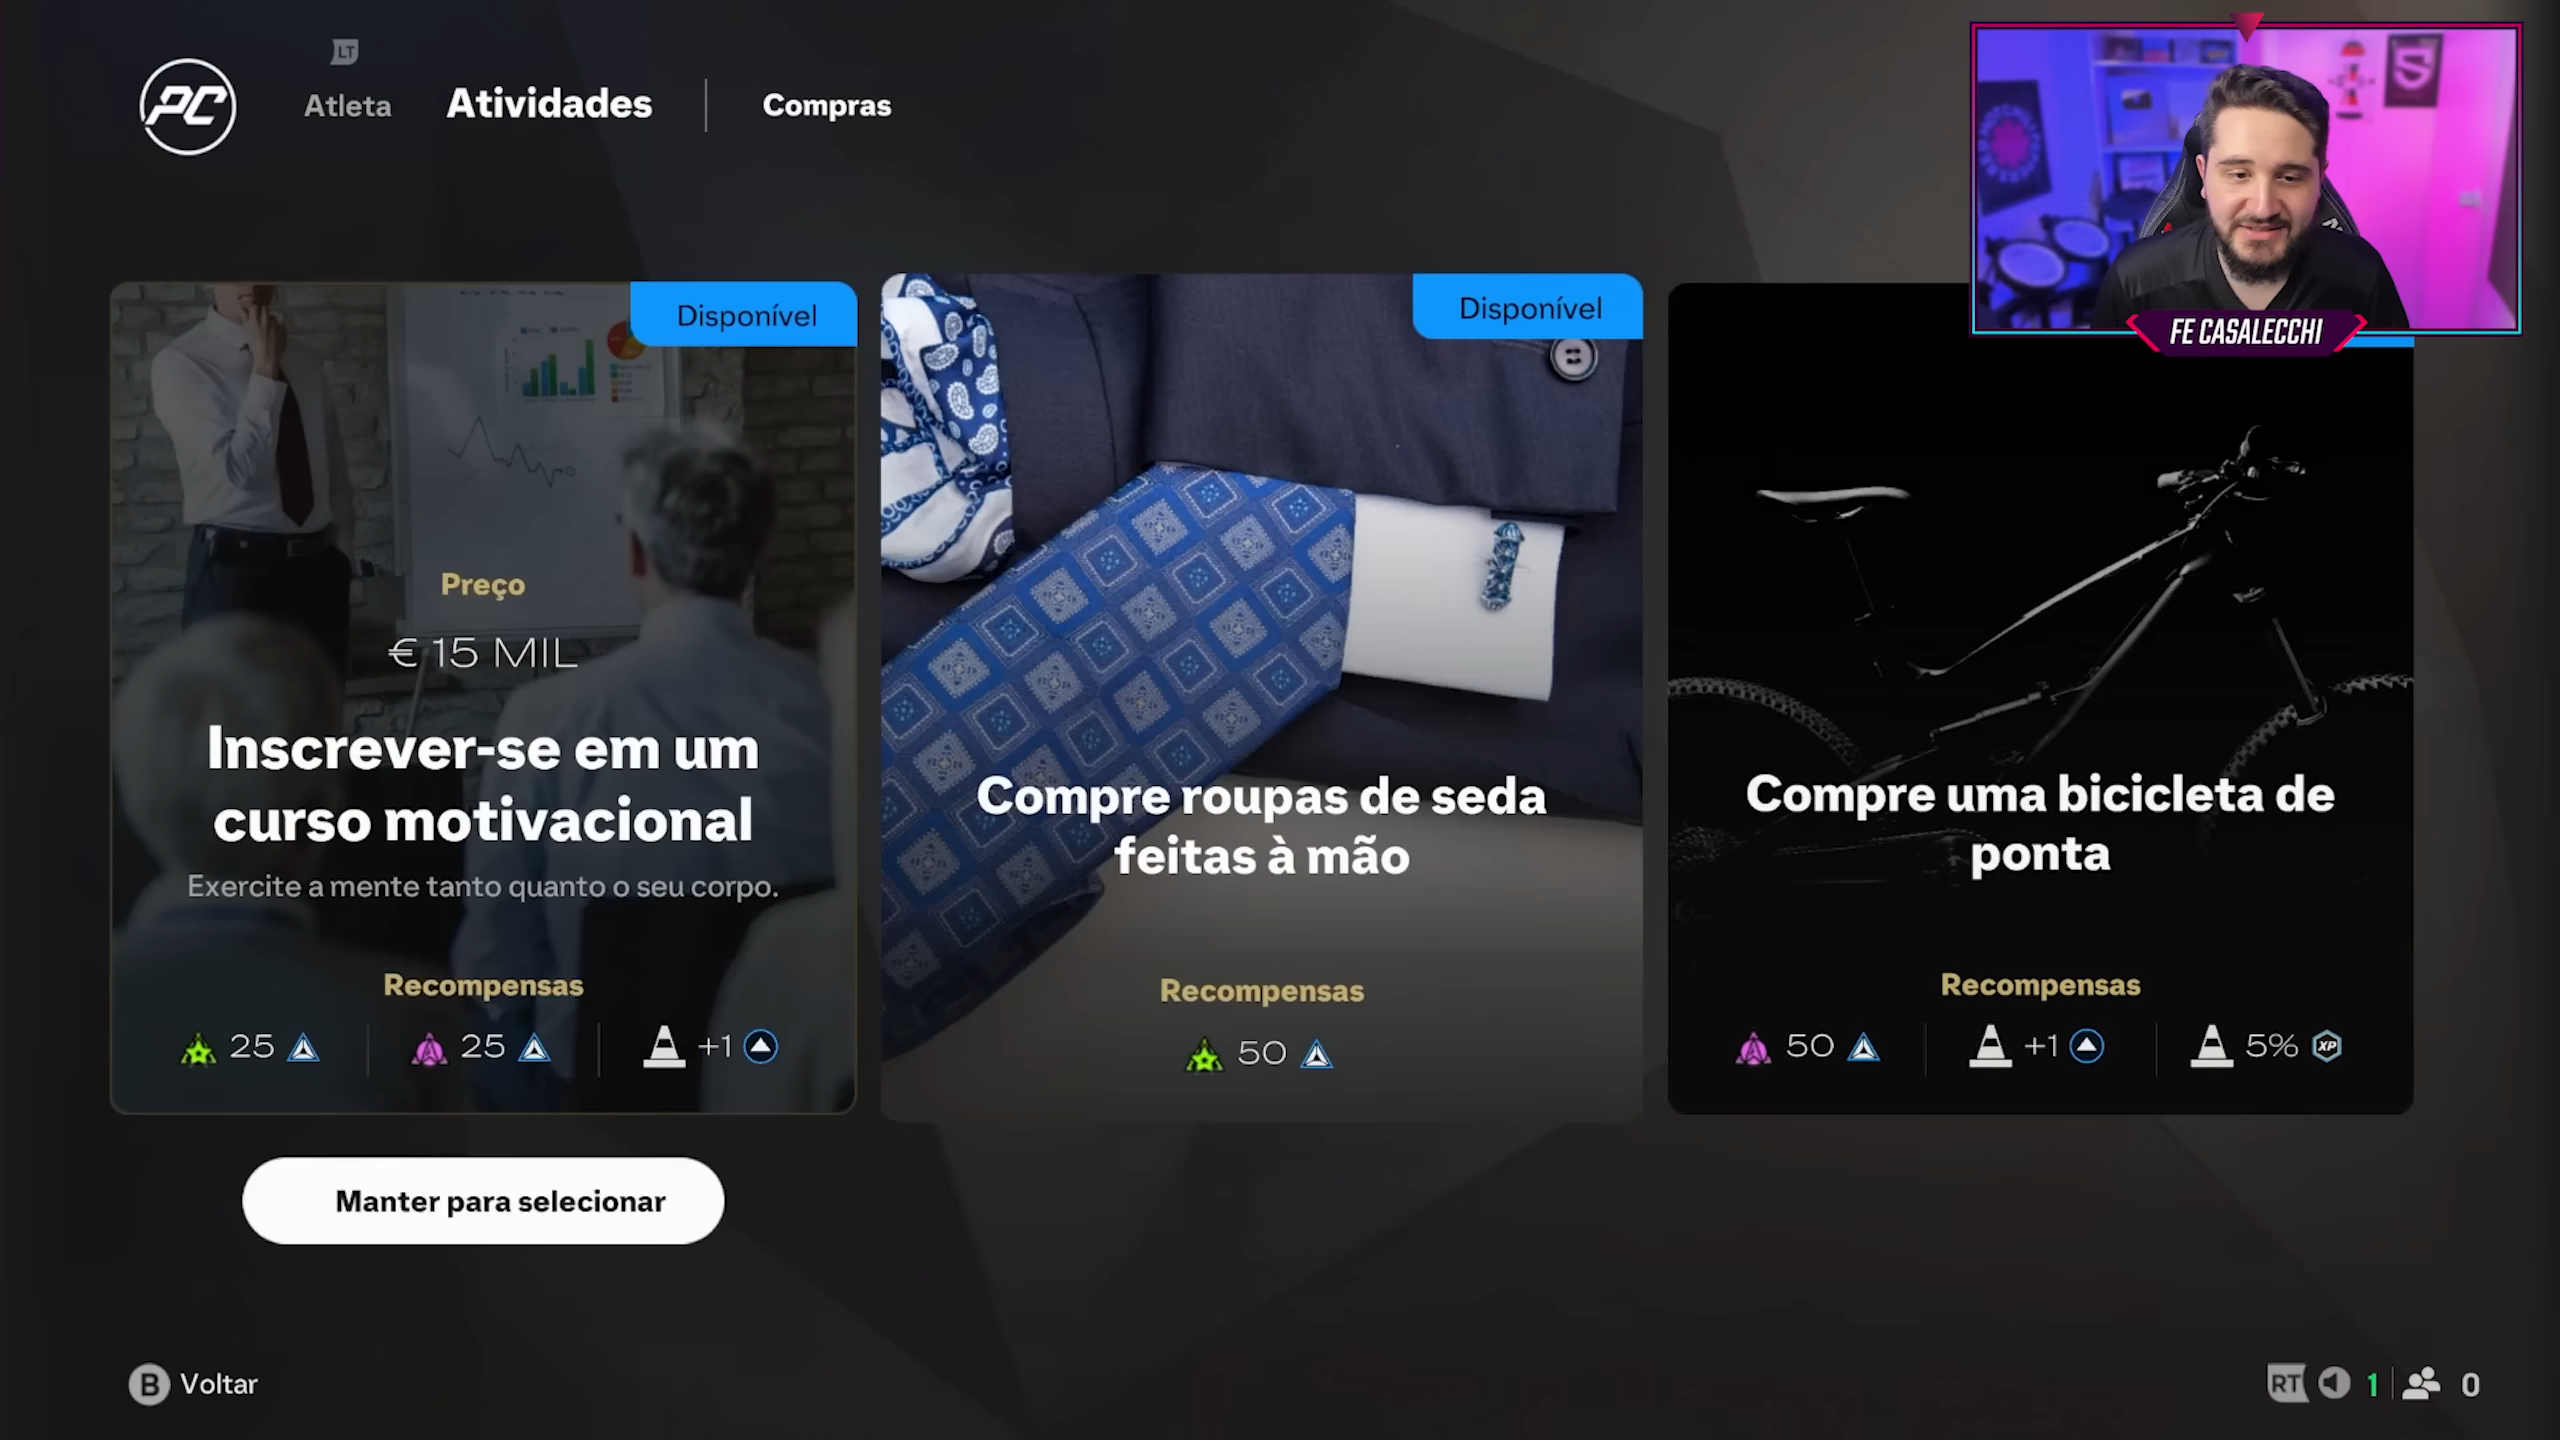 LT
PC
Atleta
Atividades
Compras
FE CASALECCHI
Disponível
Preço
€ 15 MIL
Inscrever-se em um
curso motivacional
Exercite a mente tanto quanto o seu corpo.
Recompensas
25
25
+1
Disponível
Compre roupas de seda
feitas à mão
Recompensas
50
Compre uma bicicleta de
ponta
Recompensas
50
+1
5% XP
Manter para selecionar
B Voltar
RT 1 0